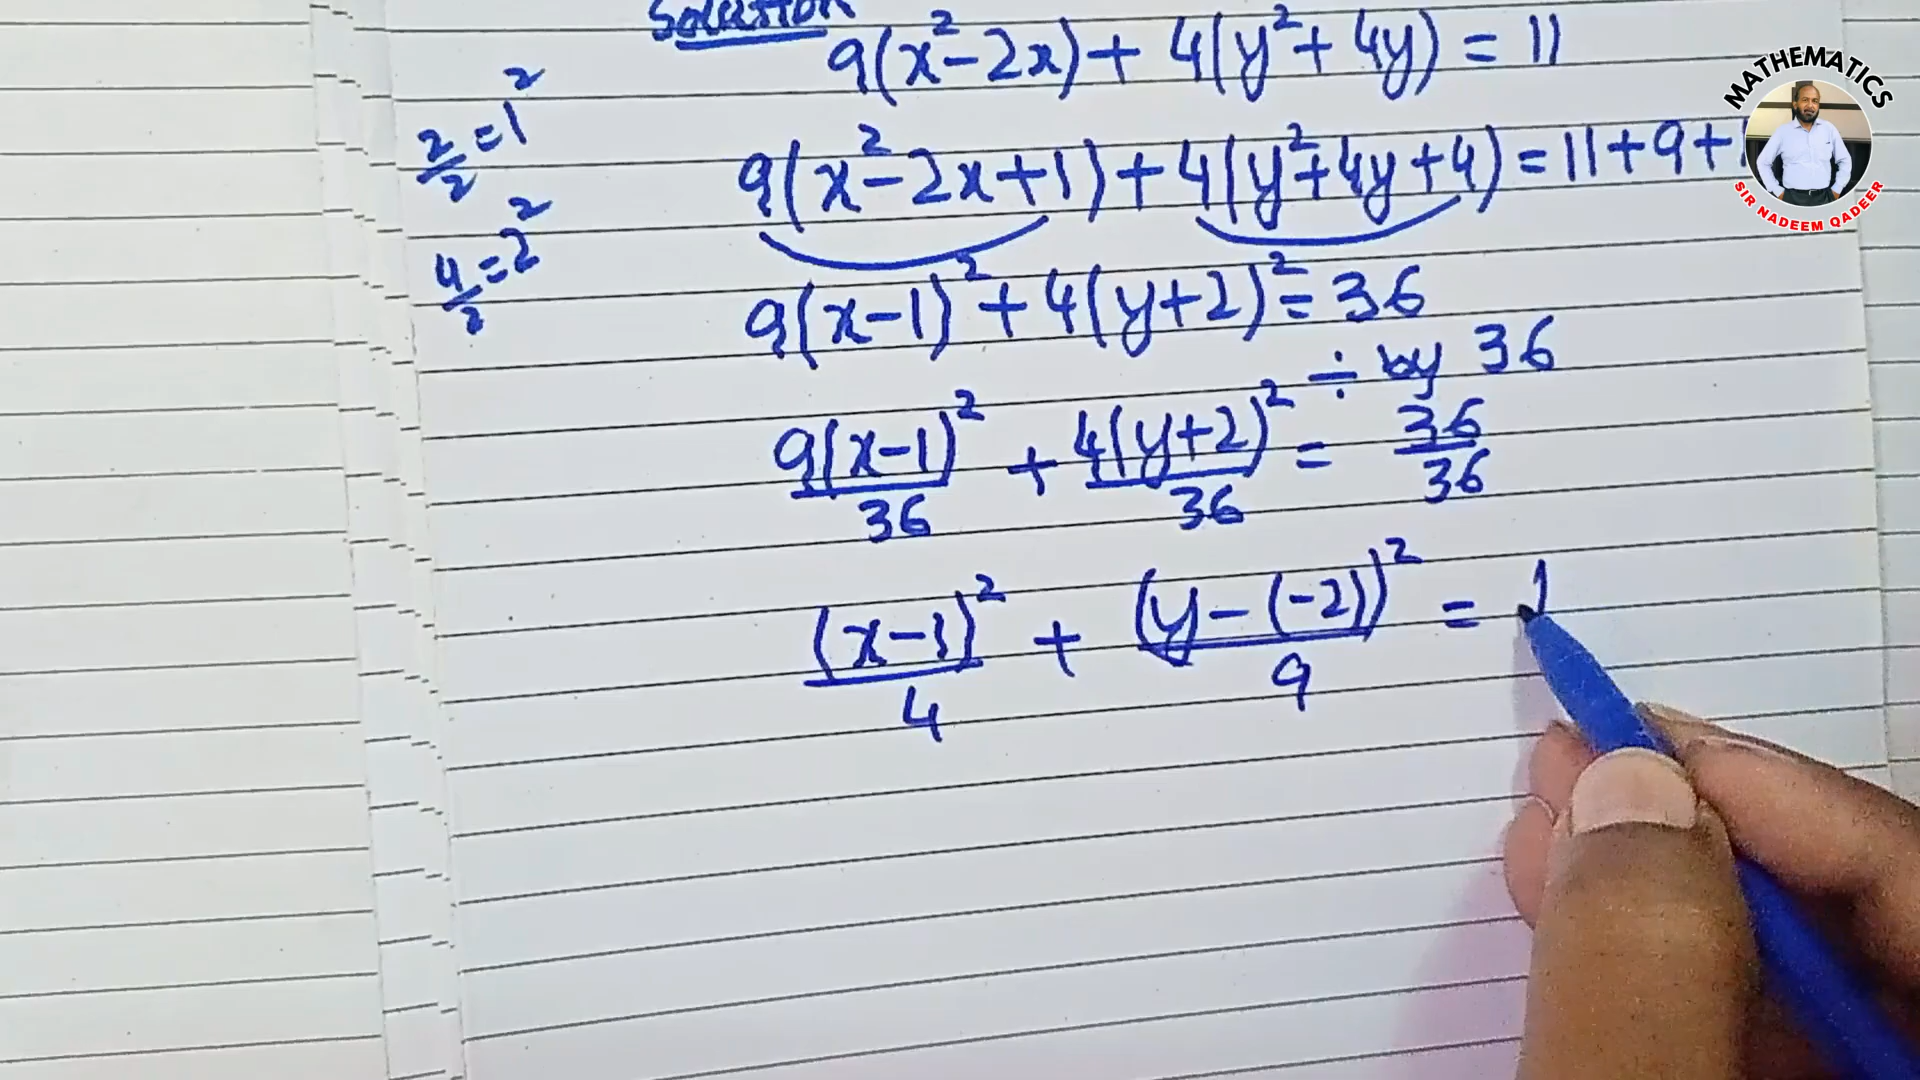 Solution
9(x²-2x)+ 4(y²+4y) = 11
2/2=1²
9(x²-2x+1)+4(y²+4y+4)=11+9+1
4/2=2²
9(x-1)²+4(y+2)²=36
÷ by 36
9(x-1)²/36 + 4(y+2)²/36 = 36/36
(x-1)²/4 + (y-(-2))²/9 = 1
MATHEMATICS
SIR NADEEM QADEER